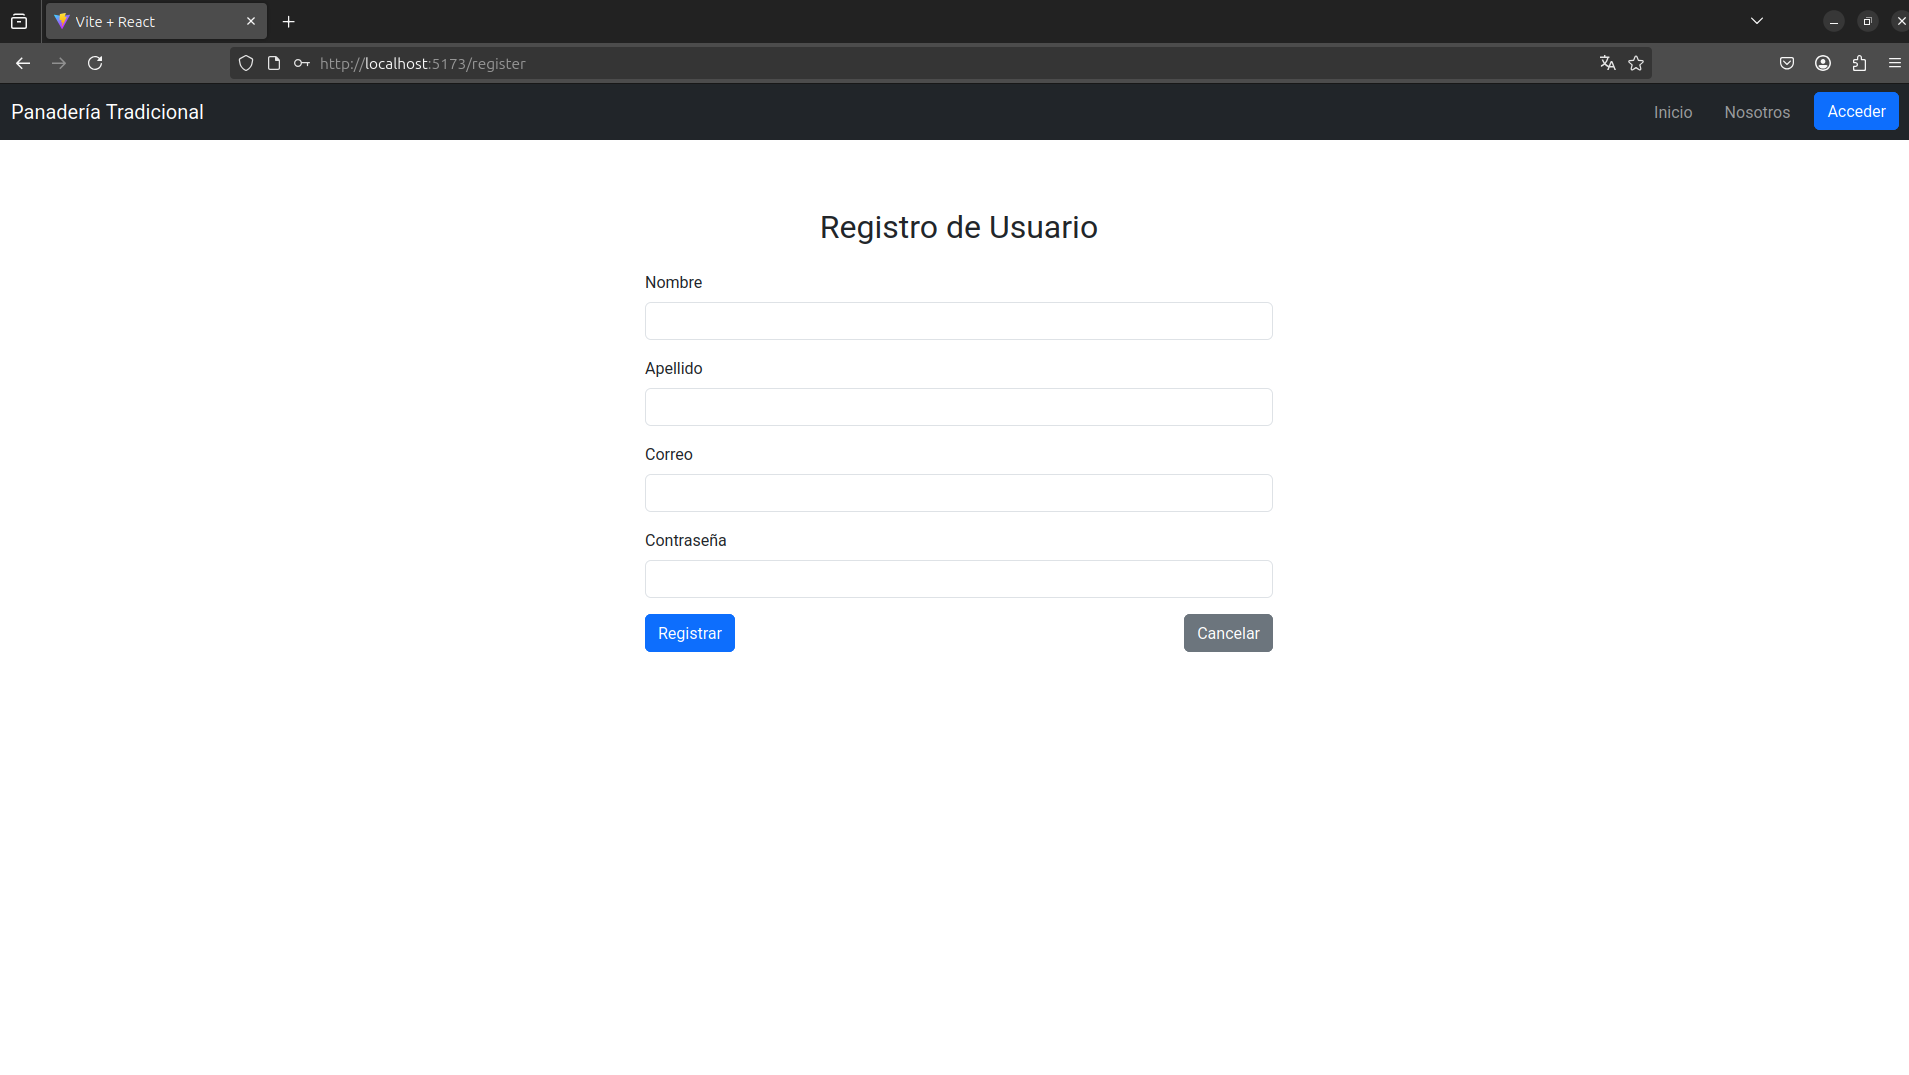 Vite + React
http://localhost:5173/register
Panadería Tradicional
Inicio
Nosotros
Acceder
Registro de Usuario
Nombre
Apellido
Correo
Contraseña
Registrar
Cancelar